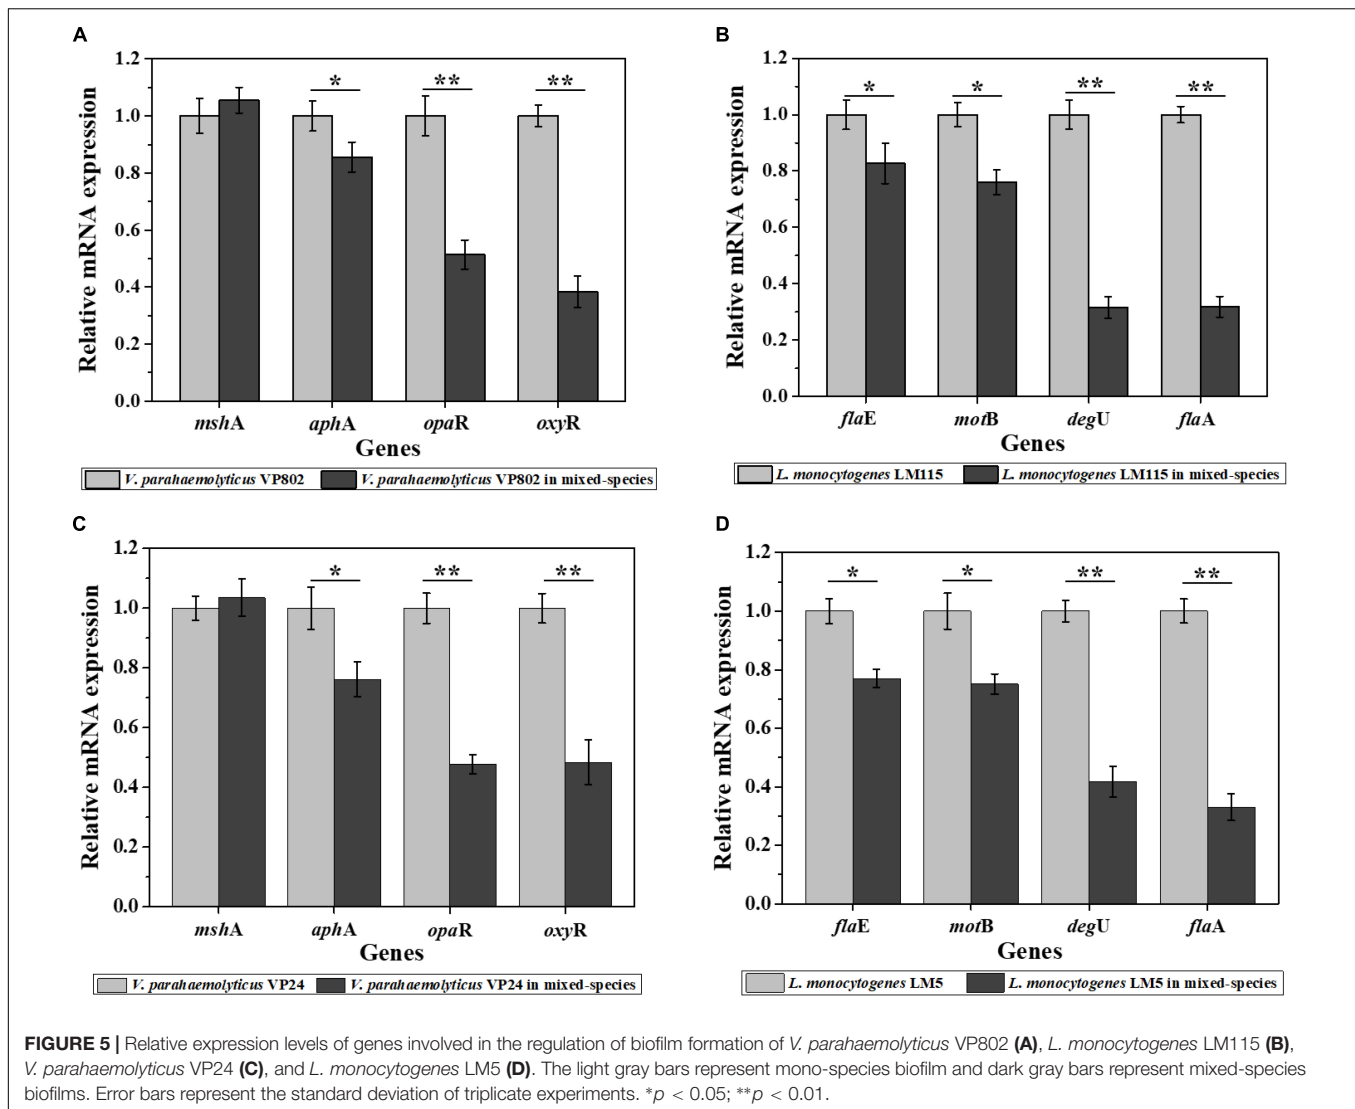 A
Relative mRNA expression
1.2
1.0
0.8
0.6
0.4
0.2
0.0
* ** **
mshA aphA opaR oxyR
Genes
V. parahaemolyticus VP802 V. parahaemolyticus VP802 in mixed-species
B
Relative mRNA expression
1.2
1.0
0.8
0.6
0.4
0.2
0.0
* * ** **
flaE motB degU flaA
Genes
L. monocytogenes LM115 L. monocytogenes LM115 in mixed-species
C
Relative mRNA expression
1.2
1.0
0.8
0.6
0.4
0.2
0.0
* ** **
mshA aphA opaR oxyR
Genes
V. parahaemolyticus VP24 V. parahaemolyticus VP24 in mixed-species
D
Relative mRNA expression
1.2
1.0
0.8
0.6
0.4
0.2
0.0
* * ** **
flaE motB degU flaA
Genes
L. monocytogenes LM5 L. monocytogenes LM5 in mixed-species
FIGURE 5 | Relative expression levels of genes involved in the regulation of biofilm formation of V. parahaemolyticus VP802 (A), L. monocytogenes LM115 (B),
V. parahaemolyticus VP24 (C), and L. monocytogenes LM5 (D). The light gray bars represent mono-species biofilm and dark gray bars represent mixed-species
biofilms. Error bars represent the standard deviation of triplicate experiments. *p < 0.05; **p < 0.01.